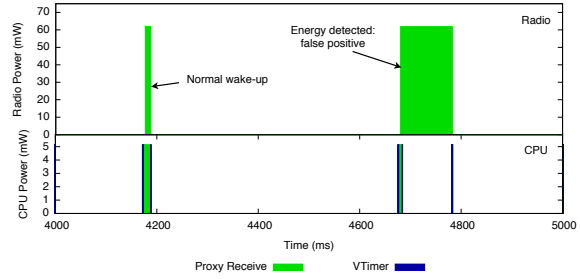 Radio Power (mW)
70
60
50
40
30
20
10
0
Radio
Energy detected:
false positive
Normal wake-up
CPU Power (mW)
5
4
3
2
1
0
CPU
4000
4200
4400
4600
4800
5000
Time (ms)
Proxy Receive
VTimer